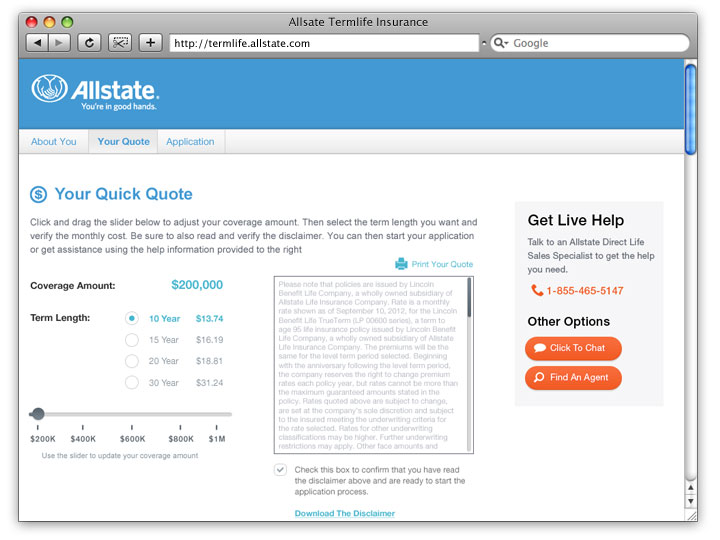 Allsate Termlife Insurance
http://termlife.allstate.com
Google
Allstate.
You're in good hands.
About You
Your Quote
Application
Your Quick Quote
Click and drag the slider below to adjust your coverage amount. Then select the term length you want and
verify the monthly cost. Be sure to also read and verify the disclaimer. You can then start your application
or get assistance using the help information provided to the right
Print Your Quote
Coverage Amount: $200,000
Term Length:
10 Year $13.74
15 Year $16.19
20 Year $18.81
30 Year $31.24
$200K $400K $600K $800K $1M
Use the slider to update your coverage amount
Please note that policies are issued by Lincoln
Benefit Life Company, a wholly owned subsidiary of
Allstate Life Insurance Company. Rate is a monthly
rate shown as of September 10, 2012, for the Lincoln
Benefit Life TrueTerm (LP 00600 series), a term to
age 95 life insurance policy issued by Lincoln Benefit
Life Company, a wholly owned subsidiary of Allstate
Life Insurance Company. The premiums will be
the same for the level term period selected. Beginning
with the anniversary following the level term period,
the company reserves the right to change premium
rates each policy year, but rates cannot be more than
the maximum guaranteed amounts stated in the
policy. Rates quoted above are subject to change,
are set at the company's sole discretion and subject
to the insured meeting the underwriting criteria for
the rate selected. Rates for other underwriting
classifications may be higher. Further underwriting
restrictions may apply. Other face amounts and
Check this box to confirm that you have read
the disclaimer above and are ready to start the
application process.
Download The Disclaimer
Get Live Help
Talk to an Allstate Direct Life
Sales Specialist to get the help
you need.
1-855-465-5147
Other Options
Click To Chat
Find An Agent